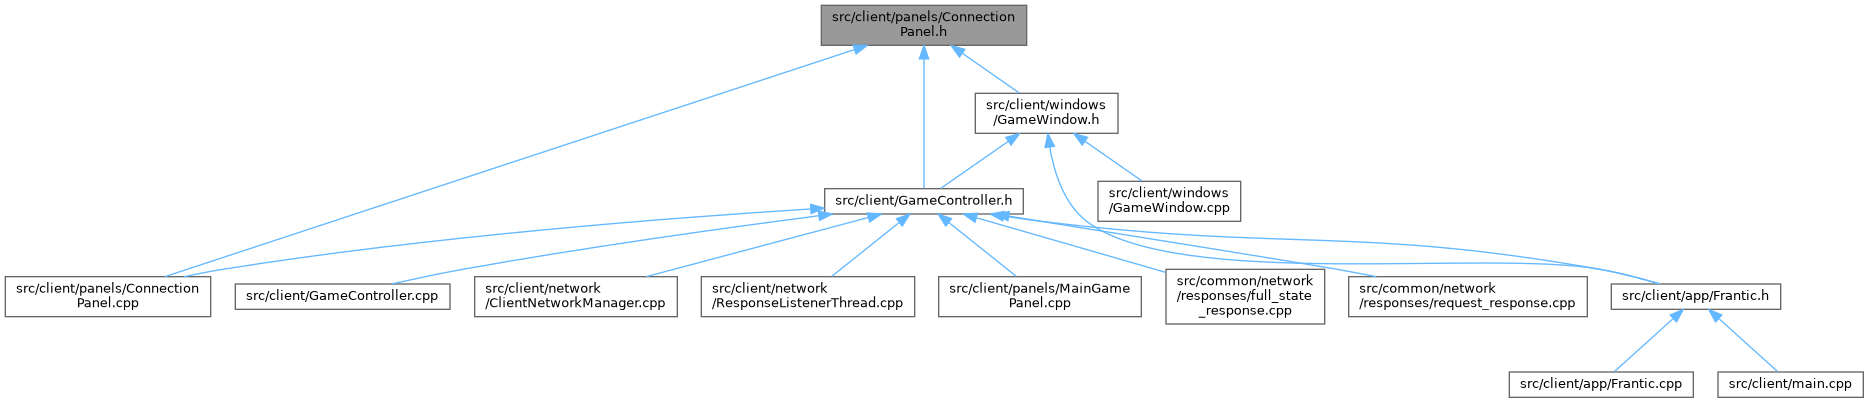 src/client/panels/Connection
Panel.h
src/client/windows
/GameWindow.h
src/client/windows
/GameWindow.cpp
src/client/GameController.h
src/client/panels/Connection
Panel.cpp
src/client/GameController.cpp
src/client/network
/ClientNetworkManager.cpp
src/client/network
/ResponseListenerThread.cpp
src/client/panels/MainGame
Panel.cpp
src/common/network
/responses/full_state
_response.cpp
src/common/network
/responses/request_response.cpp
src/client/app/Frantic.h
src/client/app/Frantic.cpp
src/client/main.cpp